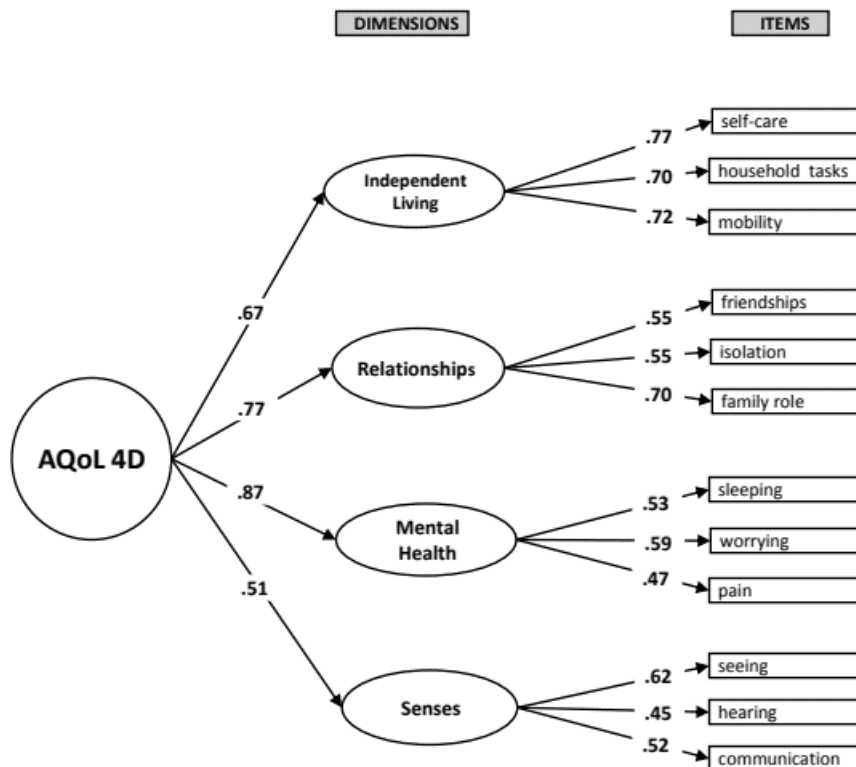 DIMENSIONS
ITEMS
.77
self-care
Independent
Living
.70
household tasks
.72
mobility
.67
.55
friendships
Relationships
.55
isolation
.70
family role
.77
AQoL 4D
.87
.53
sleeping
Mental
Health
.59
worrying
.47
pain
.51
.62
seeing
Senses
.45
hearing
.52
communication